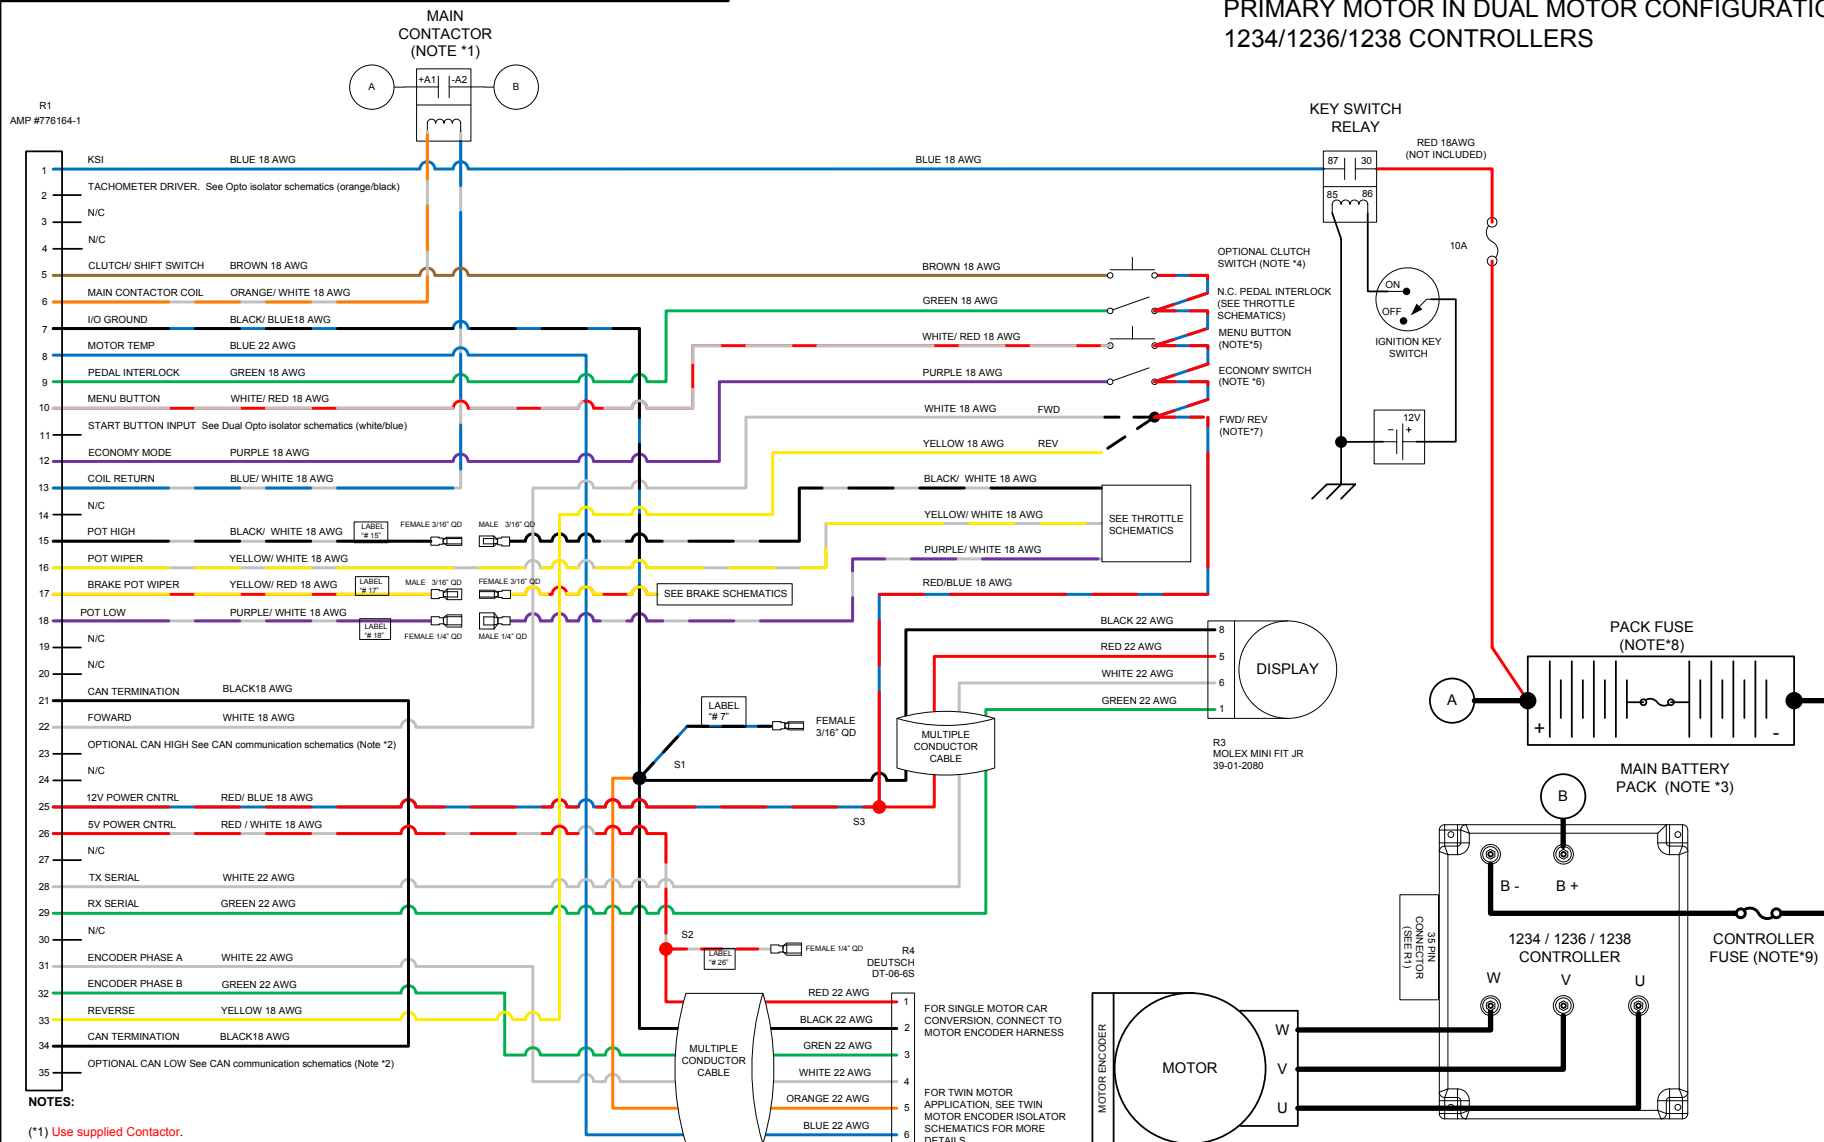 PRIMARY MOTOR IN DUAL MOTOR CONFIGURATIO
1234/1236/1238 CONTROLLERS
MAIN
CONTACTOR
(NOTE *1)
+A1
-A2
A
B
R1
AMP #776164-1
KEY SWITCH
RELAY
RED 18AWG
(NOT INCLUDED)
87
30
85
86
10A
ON
OFF
IGNITION KEY
SWITCH
12V
-
+
1
KSI
BLUE 18 AWG
BLUE 18 AWG
2
TACHOMETER DRIVER. See Opto isolator schematics (orange/black)
3
N/C
4
N/C
5
CLUTCH/ SHIFT SWITCH
BROWN 18 AWG
BROWN 18 AWG
OPTIONAL CLUTCH
SWITCH (NOTE *4)
6
MAIN CONTACTOR COIL
ORANGE/ WHITE 18 AWG
GREEN 18 AWG
N.C. PEDAL INTERLOCK
(SEE THROTTLE
SCHEMATICS)
7
I/O GROUND
BLACK/ BLUE18 AWG
WHITE/ RED 18 AWG
MENU BUTTON
(NOTE*5)
8
MOTOR TEMP
BLUE 22 AWG
9
PEDAL INTERLOCK
GREEN 18 AWG
PURPLE 18 AWG
ECONOMY SWITCH
(NOTE *6)
10
MENU BUTTON
WHITE/ RED 18 AWG
WHITE 18 AWG
FWD
FWD/ REV
(NOTE*7)
11
START BUTTON INPUT See Dual Opto isolator schematics (white/blue)
YELLOW 18 AWG
REV
12
ECONOMY MODE
PURPLE 18 AWG
13
COIL RETURN
BLUE/ WHITE 18 AWG
BLACK/ WHITE 18 AWG
14
N/C
15
POT HIGH
BLACK/ WHITE 18 AWG
LABEL
"# 15"
FEMALE 3/16" QD
MALE 3/16" QD
YELLOW/ WHITE 18 AWG
SEE THROTTLE
SCHEMATICS
16
POT WIPER
YELLOW/ WHITE 18 AWG
PURPLE/ WHITE 18 AWG
17
BRAKE POT WIPER
YELLOW/ RED 18 AWG
LABEL
"# 17"
MALE 3/16" QD
FEMALE 3/16" QD
SEE BRAKE SCHEMATICS
RED/BLUE 18 AWG
18
POT LOW
PURPLE/ WHITE 18 AWG
LABEL
"# 18"
FEMALE 1/4" QD
MALE 1/4" QD
19
N/C
20
N/C
BLACK 22 AWG
8
RED 22 AWG
5
WHITE 22 AWG
6
GREEN 22 AWG
1
DISPLAY
R3
MOLEX MINI FIT JR
39-01-2080
PACK FUSE
(NOTE*8)
A
+
-
MAIN BATTERY
PACK (NOTE *3)
21
CAN TERMINATION
BLACK18 AWG
22
FOWARD
WHITE 18 AWG
LABEL
"# 7"
FEMALE
3/16" QD
MULTIPLE
CONDUCTOR
CABLE
23
OPTIONAL CAN HIGH See CAN communication schematics (Note *2)
S1
24
N/C
25
12V POWER CNTRL
RED/ BLUE 18 AWG
S3
26
5V POWER CNTRL
RED / WHITE 18 AWG
27
N/C
28
TX SERIAL
WHITE 22 AWG
29
RX SERIAL
GREEN 22 AWG
30
N/C
S2
LABEL
"# 26"
FEMALE 1/4" QD
31
ENCODER PHASE A
WHITE 22 AWG
32
ENCODER PHASE B
GREEN 22 AWG
33
REVERSE
YELLOW 18 AWG
34
CAN TERMINATION
BLACK18 AWG
35
OPTIONAL CAN LOW See CAN communication schematics (Note *2)
R4
DEUTSCH
DT-06-6S
MULTIPLE
CONDUCTOR
CABLE
RED 22 AWG
1
BLACK 22 AWG
2
GREN 22 AWG
3
WHITE 22 AWG
4
ORANGE 22 AWG
5
BLUE 22 AWG
6
FOR SINGLE MOTOR CAR
CONVERSION, CONNECT TO
MOTOR ENCODER HARNESS
FOR TWIN MOTOR
APPLICATION, SEE TWIN
MOTOR ENCODER ISOLATOR
SCHEMATICS FOR MORE
DETAILS
MOTOR ENCODER
MOTOR
W
V
U
B
B -
B +
35 PIN
CONNECTOR
(SEE R1)
1234 / 1236 / 1238
CONTROLLER
W
V
U
CONTROLLER
FUSE (NOTE*9)
NOTES:
(*1) Use supplied Contactor.